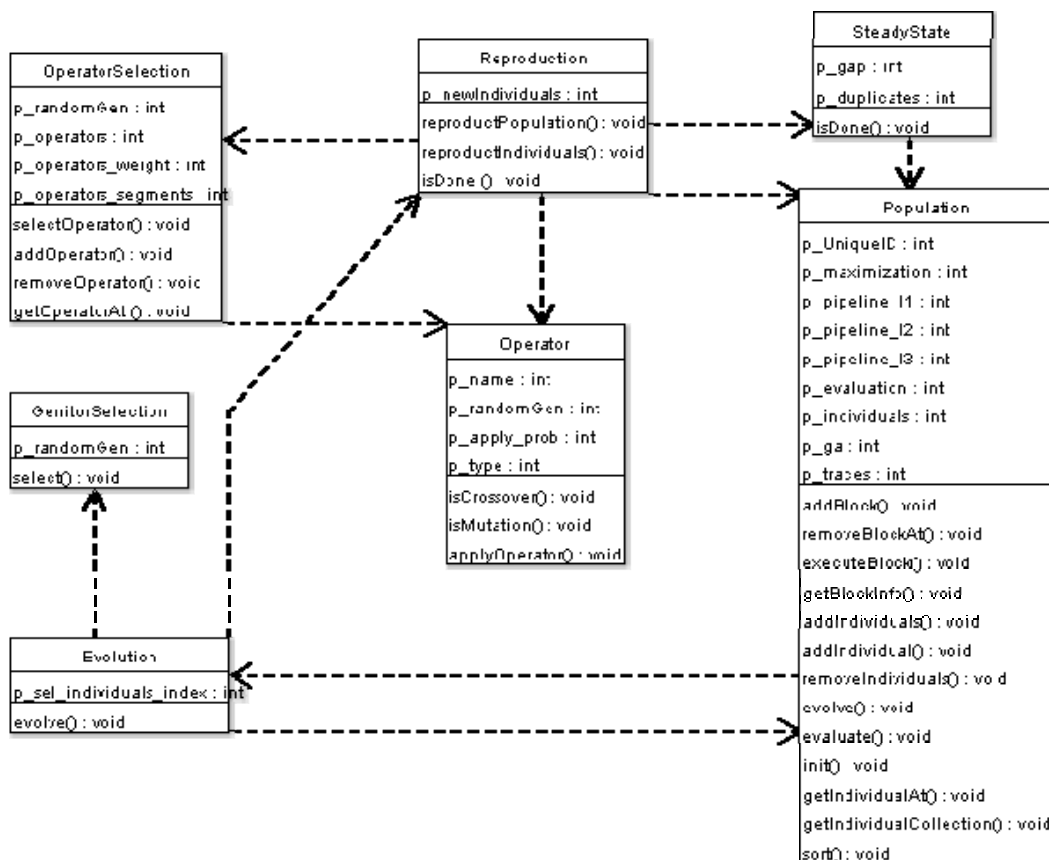 OperatorSelection
p_randomGen : int
p_operators : int
p_operators_weight : int
p_operators_segments : int
selectOperator() : void
addOperator() : void
removeOperator() : void
getOperatorAt() : void
Reproduction
p_newIndividuals : int
reproductPopulation() : void
reproductIndividuals() : void
isDone() : void
SteadyState
p_gap : int
p_duplicates : int
isDone() : void
Population
p_UniqueID : int
p_maximization : int
p_pipeline_l1 : int
p_pipeline_l2 : int
p_pipeline_l3 : int
p_evaluation : int
p_individuals : int
p_ga : int
p_traces : int
addBlock() : void
removeBlockAt() : void
executeBlock() : void
getBlockInfo() : void
addIndividuals() : void
addIndividual() : void
removeIndividuals() : void
evolve() : void
evaluate() : void
init() : void
getIndividualAt() : void
getIndividualCollection() : void
sort() : void
Operator
p_name : int
p_randomGen : int
p_apply_prob : int
p_type : int
isCrossover() : void
isMutation() : void
applyOperator() : void
GenitorSelection
p_randomGen : int
select() : void
Evolution
p_sel_individuals_index : int
evolve() : void